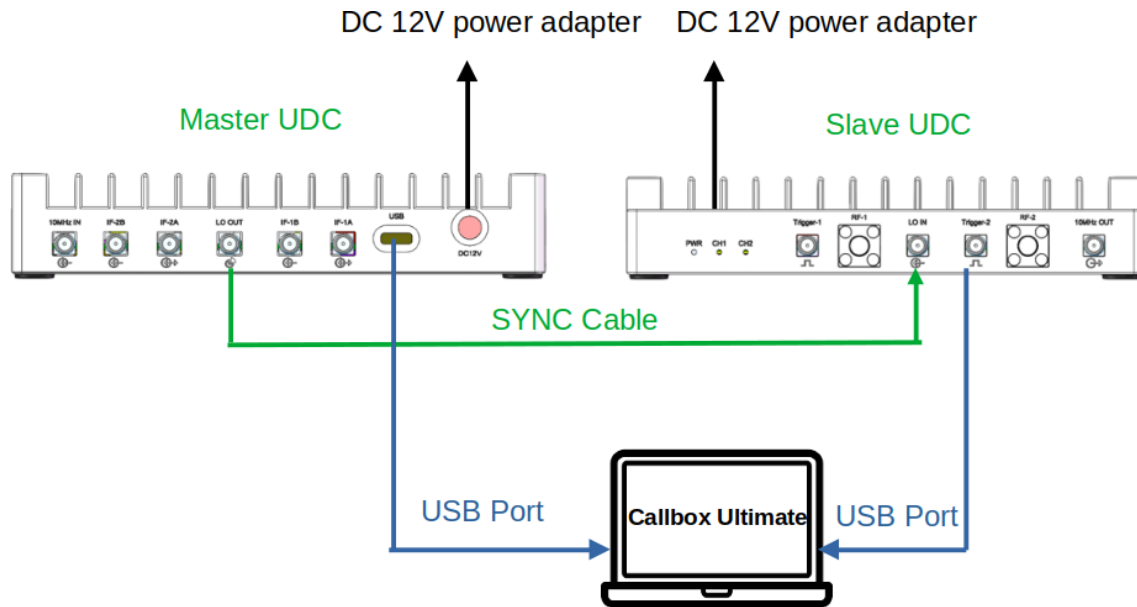 DC 12V power adapter
DC 12V power adapter
Master UDC
Slave UDC
10MHz IN
IF-2B
IF-2A
LO OUT
IF-1B
IF-1A
USB
DC12V
PWR
CH1
CH2
Trigger-1
RF-1
LO IN
Trigger-2
RF-2
10MHz OUT
SYNC Cable
USB Port
Callbox Ultimate
USB Port